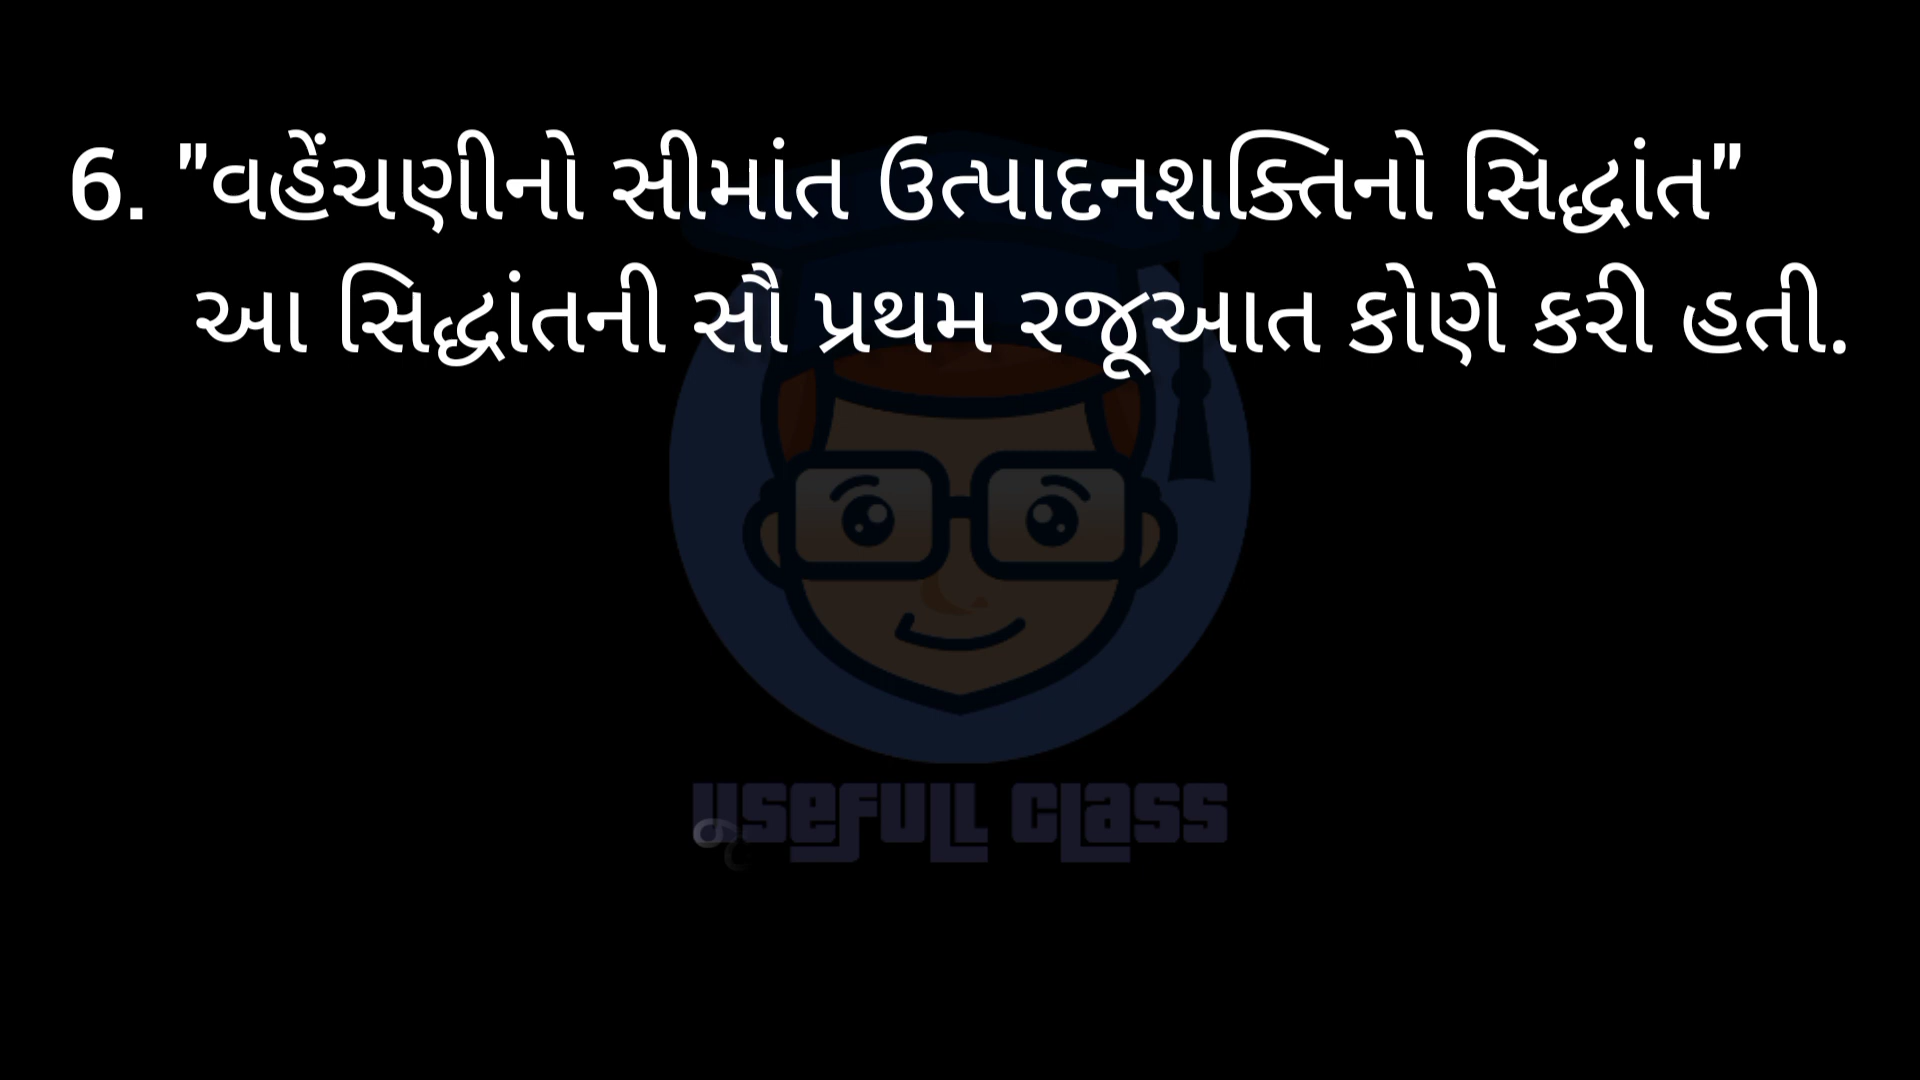 6. "વહેંચણીનો સીમાંત ઉત્પાદનશક્તિનો સિદ્ધાંત"
આ સિદ્ધાંતની સૌ પ્રથમ રજૂઆત કોણે કરી હતી.
USEFULL CLASS